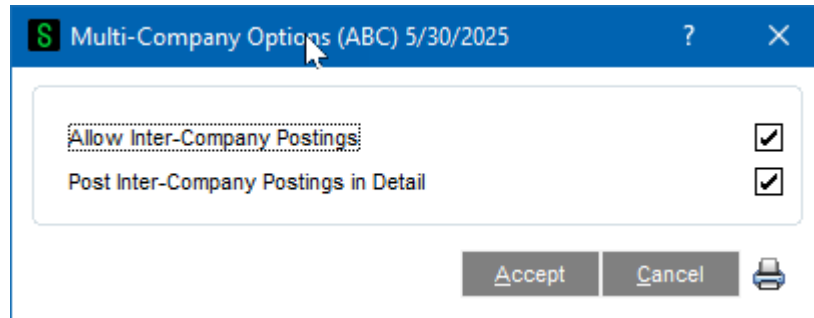 S Multi-Company Options (ABC) 5/30/2025 ? ×
Allow Inter-Company Postings
Post Inter-Company Postings in Detail
Accept Cancel